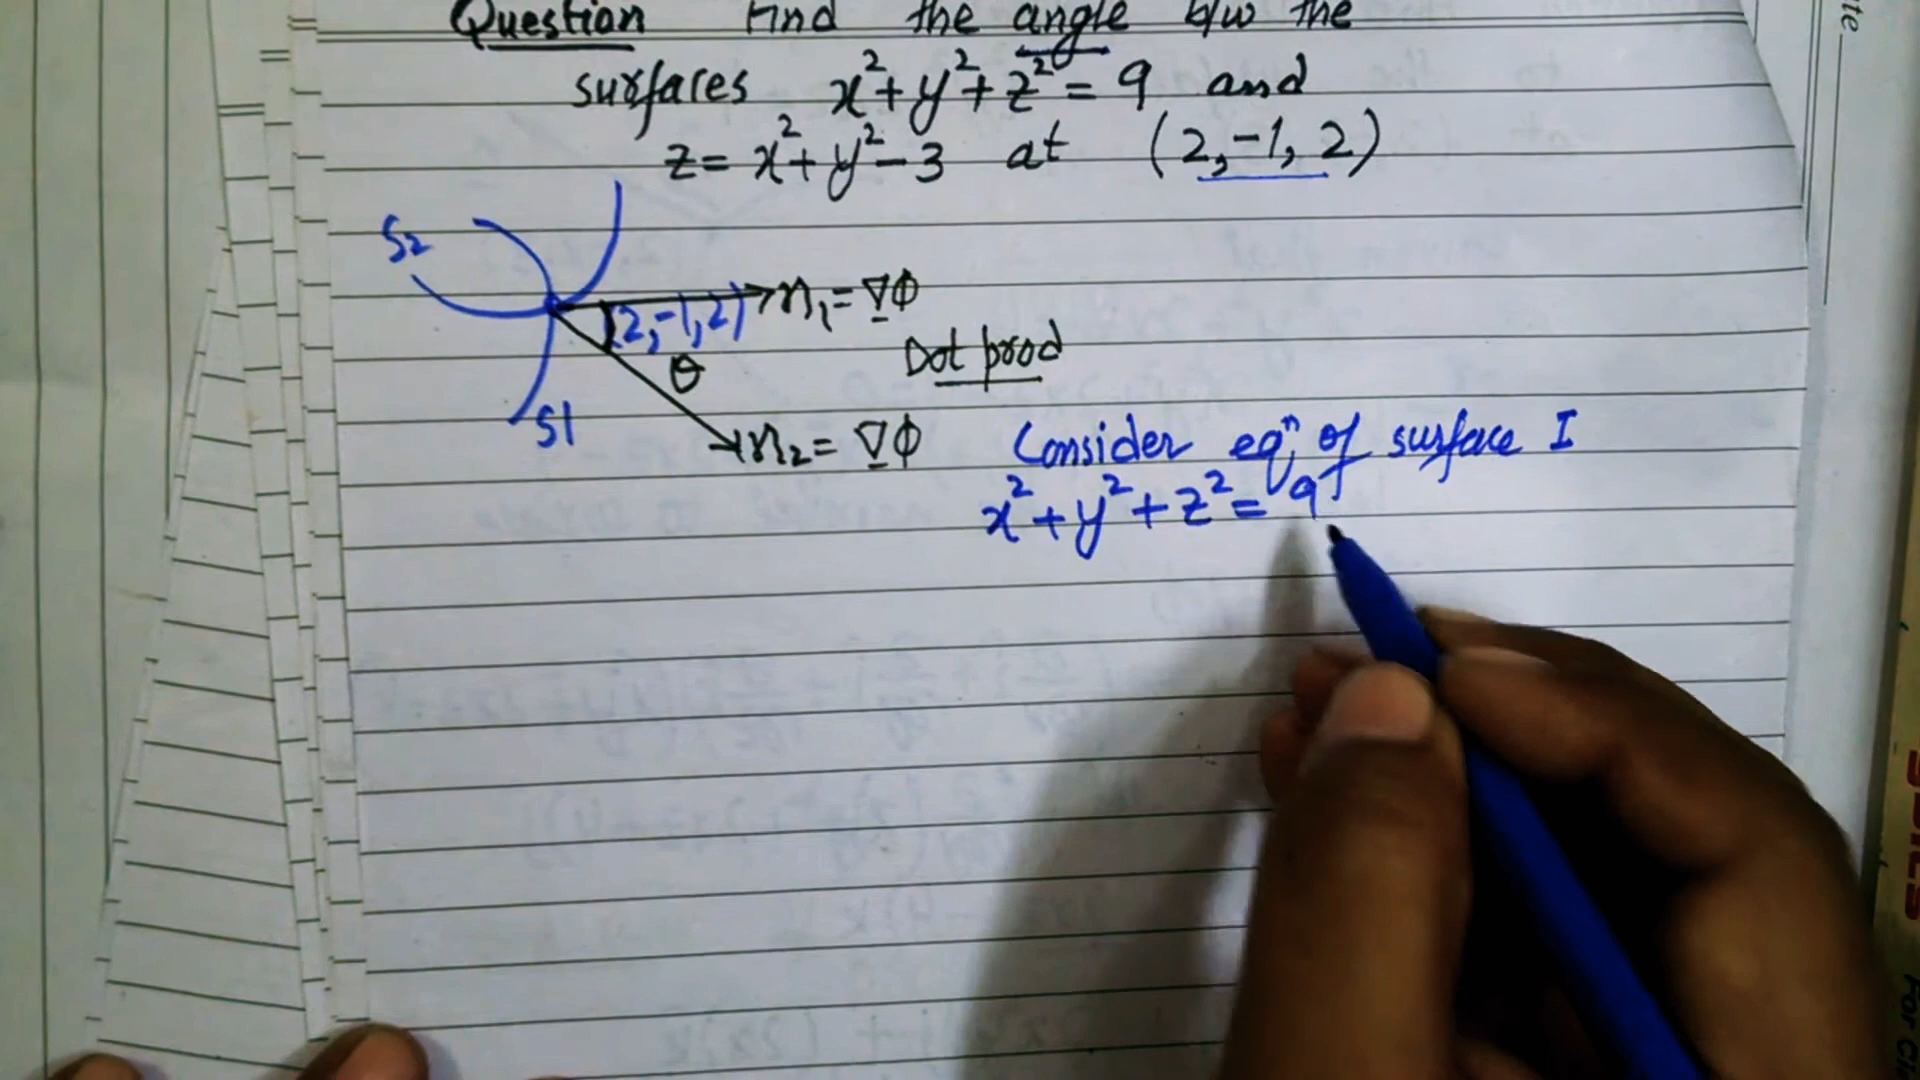 Question Find the angle b/w the
surfaces x²+y²+z²=9 and
z=x²+y²-3 at (2,-1,2)
S2
(2,-1,2)
n₁=∇Φ
θ
Dot prod
S1
n₂=∇Φ
Consider eqⁿ of surface I
x²+y²+z²=9